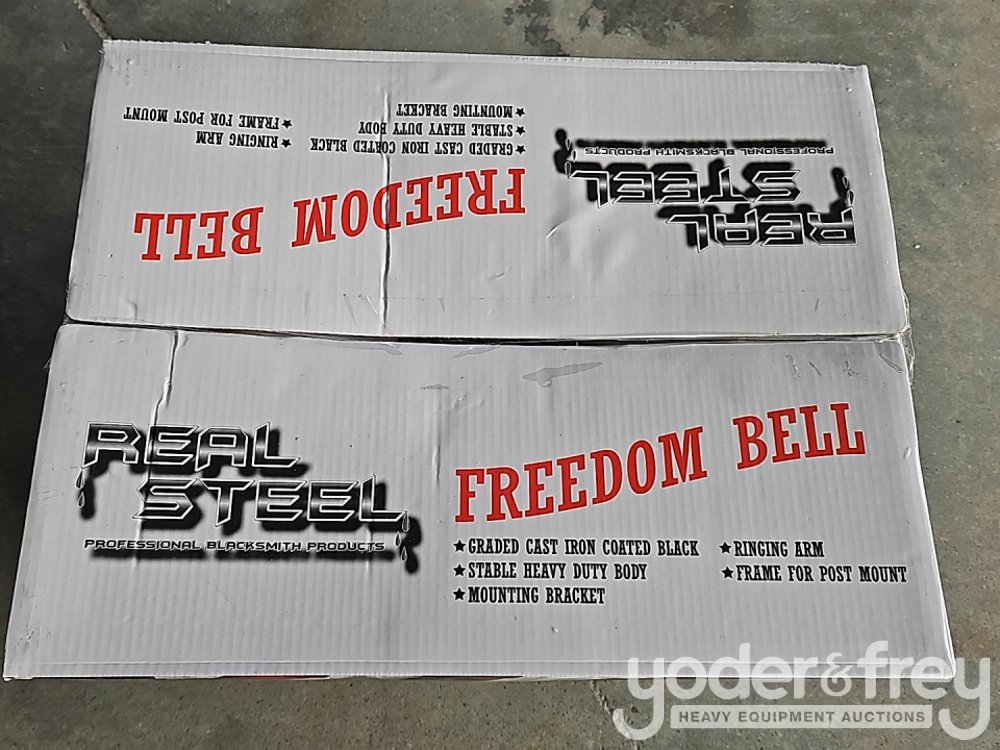 REAL
STEEL
PROFESSIONAL BLACKSMITH PRODUCTS
FREEDOM BELL
★GRADED CAST IRON COATED BLACK
★STABLE HEAVY DUTY BODY
★MOUNTING BRACKET
★RINGING ARM
★FRAME FOR POST MOUNT
REAL
STEEL
PROFESSIONAL BLACKSMITH PRODUCTS
FREEDOM BELL
★GRADED CAST IRON COATED BLACK
★STABLE HEAVY DUTY BODY
★MOUNTING BRACKET
★RINGING ARM
★FRAME FOR POST MOUNT
yoder&frey
HEAVY EQUIPMENT AUCTIONS